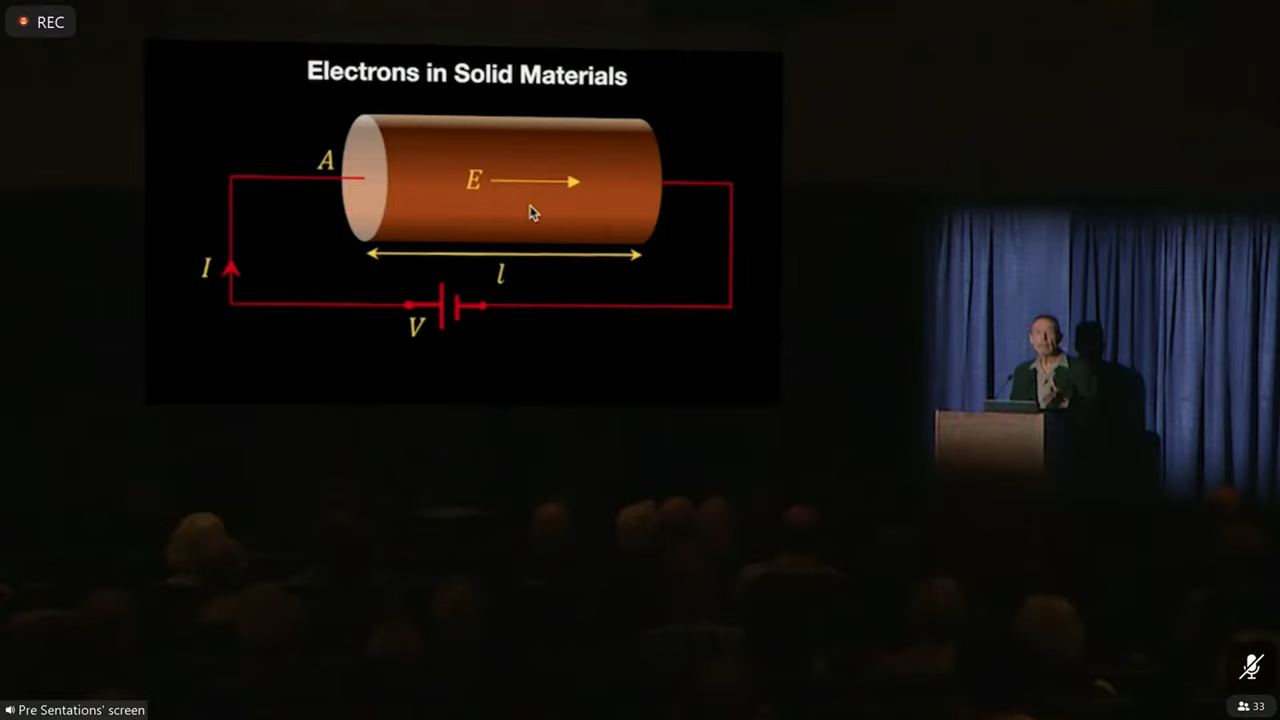 REC
Electrons in Solid Materials
A
E
I
l
V
Pre Sentations' screen
33